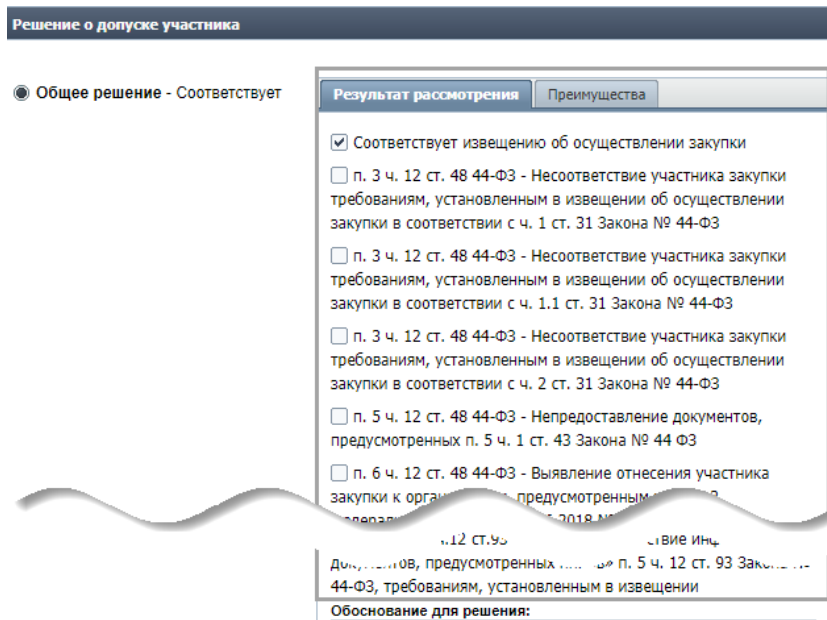 Решение о допуске участника
Общее решение - Соответствует
Результат рассмотрения Преимущества
Соответствует извещению об осуществлении закупки
п. 3 ч. 12 ст. 48 44-ФЗ - Несоответствие участника закупки
требованиям, установленным в извещении об осуществлении
закупки в соответствии с ч. 1 ст. 31 Закона № 44-ФЗ
п. 3 ч. 12 ст. 48 44-ФЗ - Несоответствие участника закупки
требованиям, установленным в извещении об осуществлении
закупки в соответствии с ч. 1.1 ст. 31 Закона № 44-ФЗ
п. 3 ч. 12 ст. 48 44-ФЗ - Несоответствие участника закупки
требованиям, установленным в извещении об осуществлении
закупки в соответствии с ч. 2 ст. 31 Закона № 44-ФЗ
п. 5 ч. 12 ст. 48 44-ФЗ - Непредоставление документов,
предусмотренных п. 5 ч. 1 ст. 43 Закона № 44 ФЗ
п. 6 ч. 12 ст. 48 44-ФЗ - Выявление отнесения участника
закупки к предусмотренным
2018
предусмотренных п. 5 ч. 12 ст. 93
44-ФЗ, требованиям, установленным в извещении
Обоснование для решения: